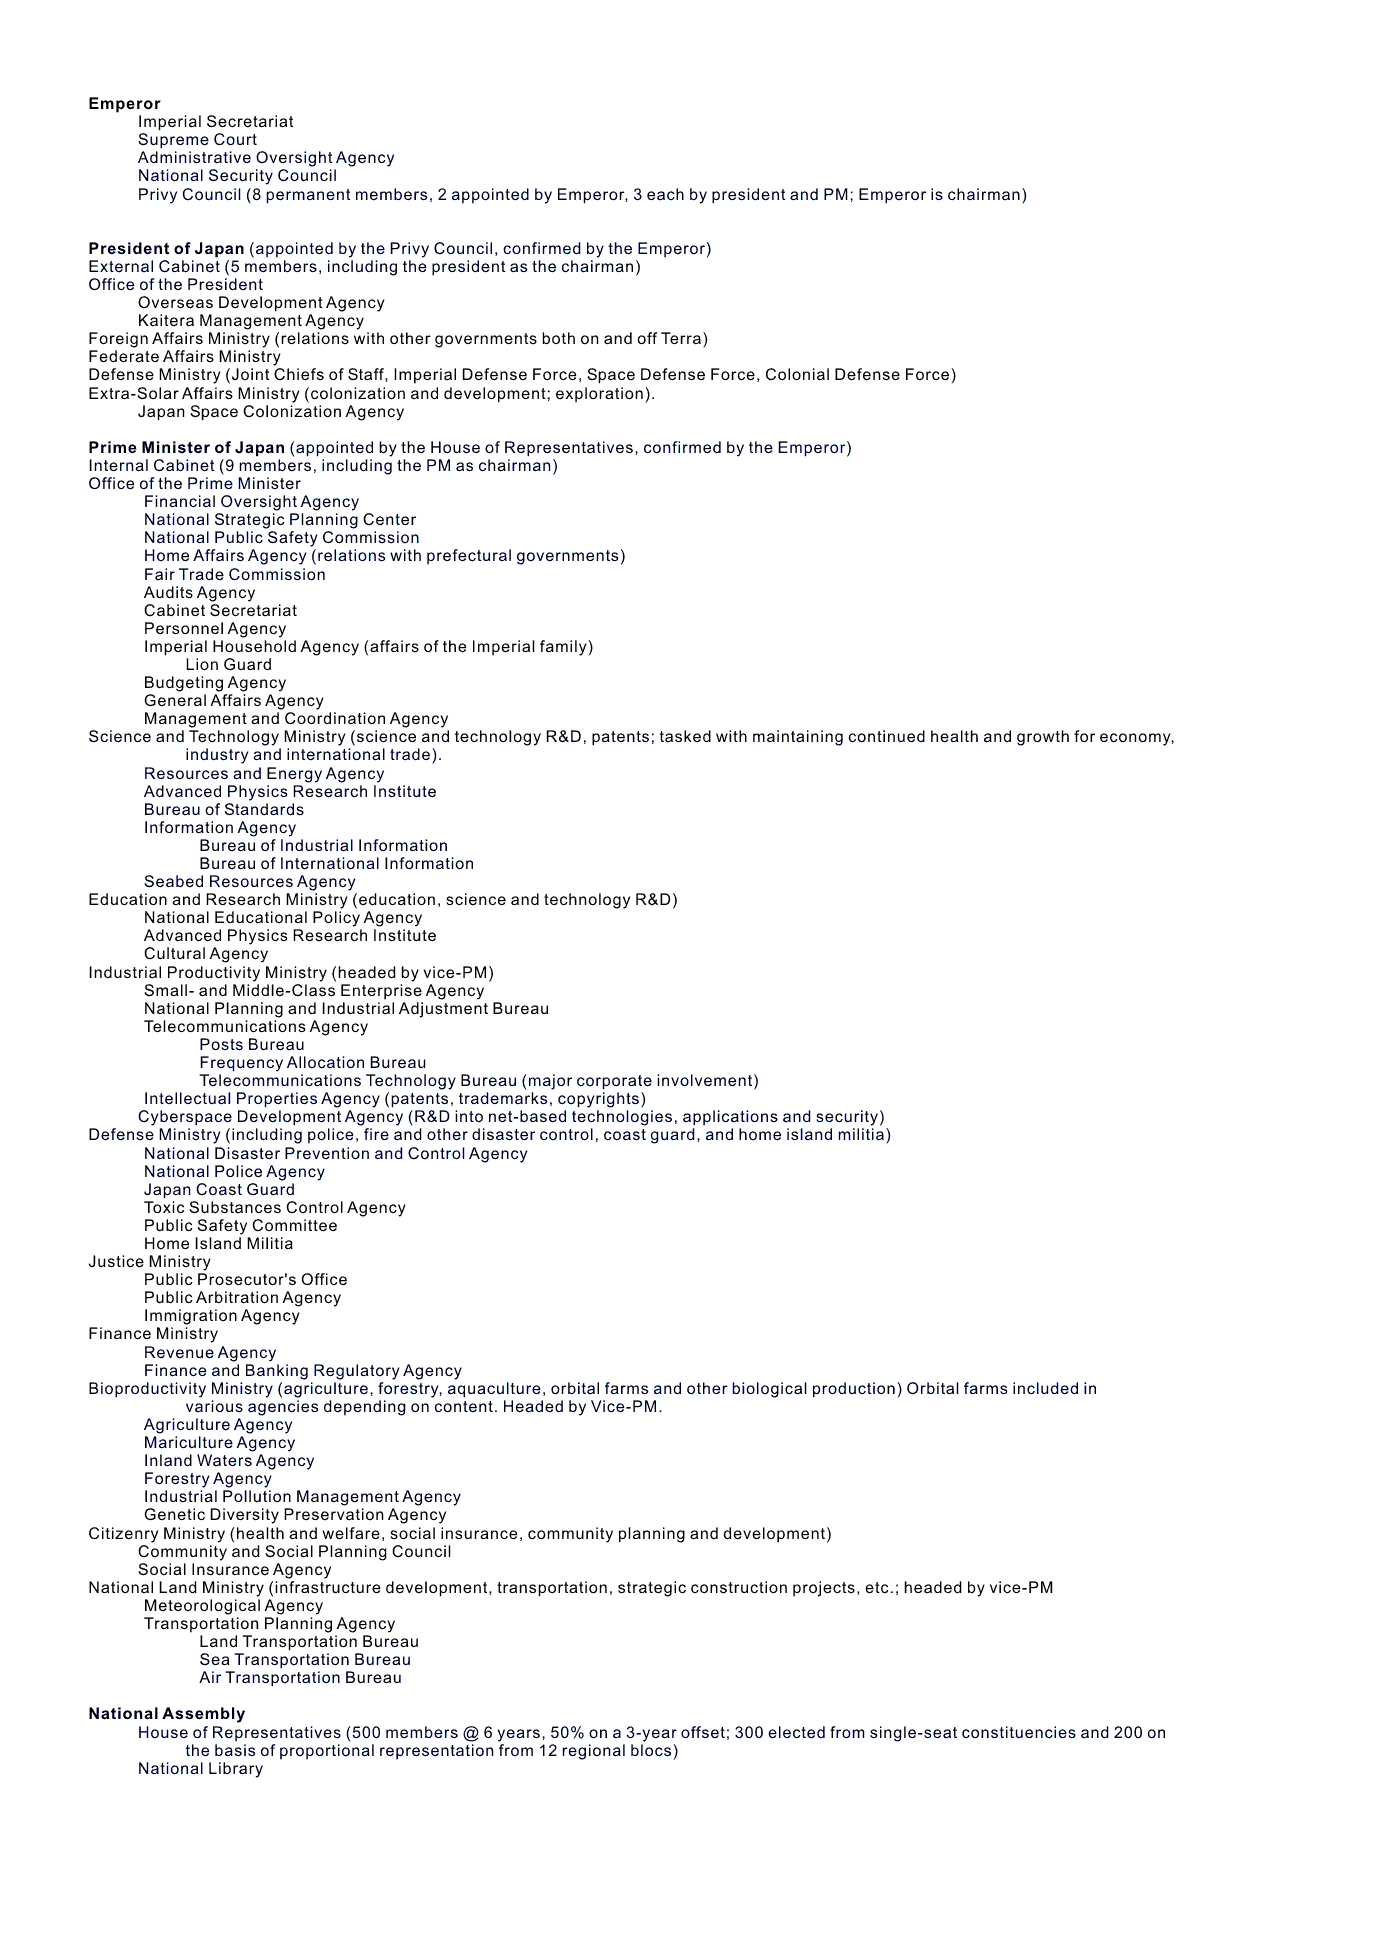 Emperor
Imperial Secretariat
Supreme Court
Administrative Oversight Agency
National Security Council
Privy Council (8 permanent members, 2 appointed by Emperor, 3 each by president and PM; Emperor is chairman)
President of Japan (appointed by the Privy Council, confirmed by the Emperor)
External Cabinet (5 members, including the president as the chairman)
Office of the President
Overseas Development Agency
Kaitera Management Agency
Foreign Affairs Ministry (relations with other governments both on and off Terra)
Federate Affairs Ministry
Defense Ministry (Joint Chiefs of Staff, Imperial Defense Force, Space Defense Force, Colonial Defense Force)
Extra-Solar Affairs Ministry (colonization and development; exploration).
Japan Space Colonization Agency
Prime Minister of Japan (appointed by the House of Representatives, confirmed by the Emperor)
Internal Cabinet (9 members, including the PM as chairman)
Office of the Prime Minister
Financial Oversight Agency
National Strategic Planning Center
National Public Safety Commission
Home Affairs Agency (relations with prefectural governments)
Fair Trade Commission
Audits Agency
Cabinet Secretariat
Personnel Agency
Imperial Household Agency (affairs of the Imperial family)
Lion Guard
Budgeting Agency
General Affairs Agency
Management and Coordination Agency
Science and Technology Ministry (science and technology R&D, patents; tasked with maintaining continued health and growth for economy,
industry and international trade).
Resources and Energy Agency
Advanced Physics Research Institute
Bureau of Standards
Information Agency
Bureau of Industrial Information
Bureau of International Information
Seabed Resources Agency
Education and Research Ministry (education, science and technology R&D)
National Educational Policy Agency
Advanced Physics Research Institute
Cultural Agency
Industrial Productivity Ministry (headed by vice-PM)
Small- and Middle-Class Enterprise Agency
National Planning and Industrial Adjustment Bureau
Telecommunications Agency
Posts Bureau
Frequency Allocation Bureau
Telecommunications Technology Bureau (major corporate involvement)
Intellectual Properties Agency (patents, trademarks, copyrights)
Cyberspace Development Agency (R&D into net-based technologies, applications and security)
Defense Ministry (including police, fire and other disaster control, coast guard, and home island militia)
National Disaster Prevention and Control Agency
National Police Agency
Japan Coast Guard
Toxic Substances Control Agency
Public Safety Committee
Home Island Militia
Justice Ministry
Public Prosecutor's Office
Public Arbitration Agency
Immigration Agency
Finance Ministry
Revenue Agency
Finance and Banking Regulatory Agency
Bioproductivity Ministry (agriculture, forestry, aquaculture, orbital farms and other biological production) Orbital farms included in
various agencies depending on content. Headed by Vice-PM.
Agriculture Agency
Mariculture Agency
Inland Waters Agency
Forestry Agency
Industrial Pollution Management Agency
Genetic Diversity Preservation Agency
Citizenry Ministry (health and welfare, social insurance, community planning and development)
Community and Social Planning Council
Social Insurance Agency
National Land Ministry (infrastructure development, transportation, strategic construction projects, etc.; headed by vice-PM
Meteorological Agency
Transportation Planning Agency
Land Transportation Bureau
Sea Transportation Bureau
Air Transportation Bureau
National Assembly
House of Representatives (500 members @ 6 years, 50% on a 3-year offset; 300 elected from single-seat constituencies and 200 on
the basis of proportional representation from 12 regional blocs)
National Library